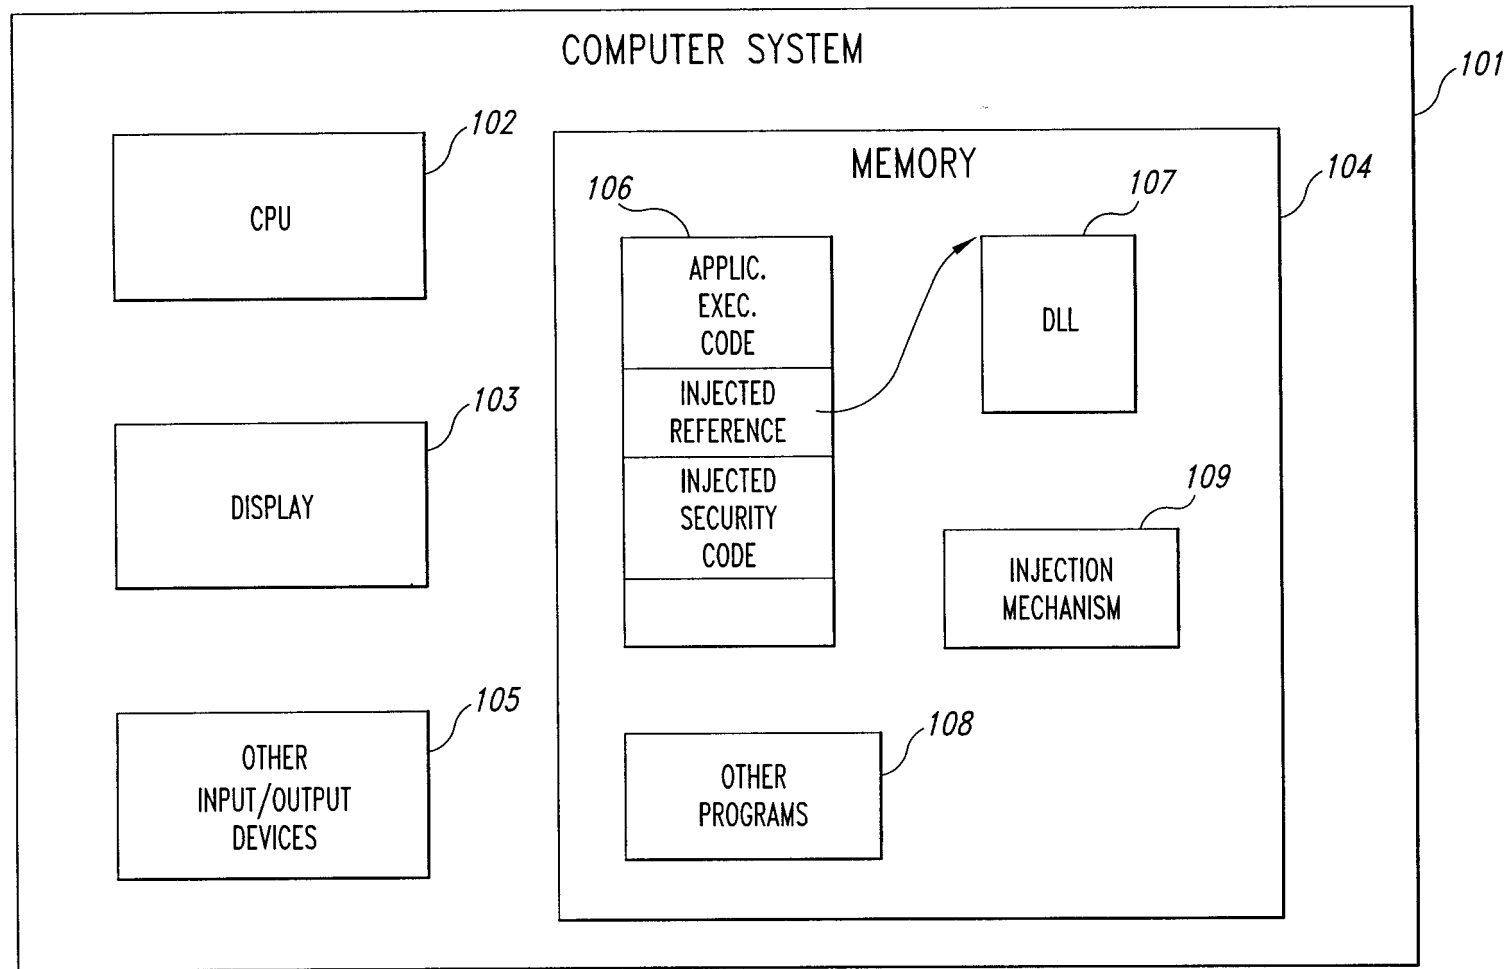 COMPUTER SYSTEM
101
102
CPU
103
DISPLAY
105
OTHER
INPUT/OUTPUT
DEVICES
MEMORY
104
106
APPLIC.
EXEC.
CODE
INJECTED
REFERENCE
INJECTED
SECURITY
CODE
107
DLL
109
INJECTION
MECHANISM
108
OTHER
PROGRAMS